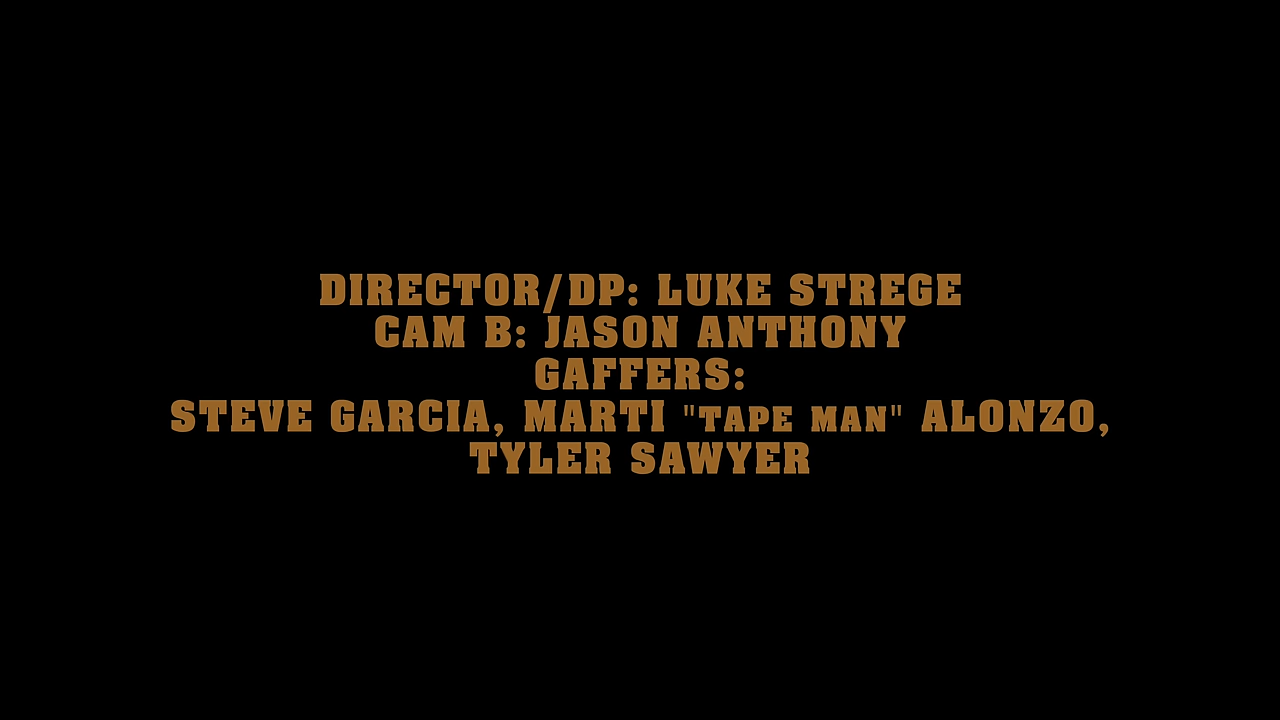 DIRECTOR/DP: LUKE STREGE
CAM B: JASON ANTHONY
GAFFERS:
STEVE GARCIA, MARTI "TAPE MAN" ALONZO,
TYLER SAWYER